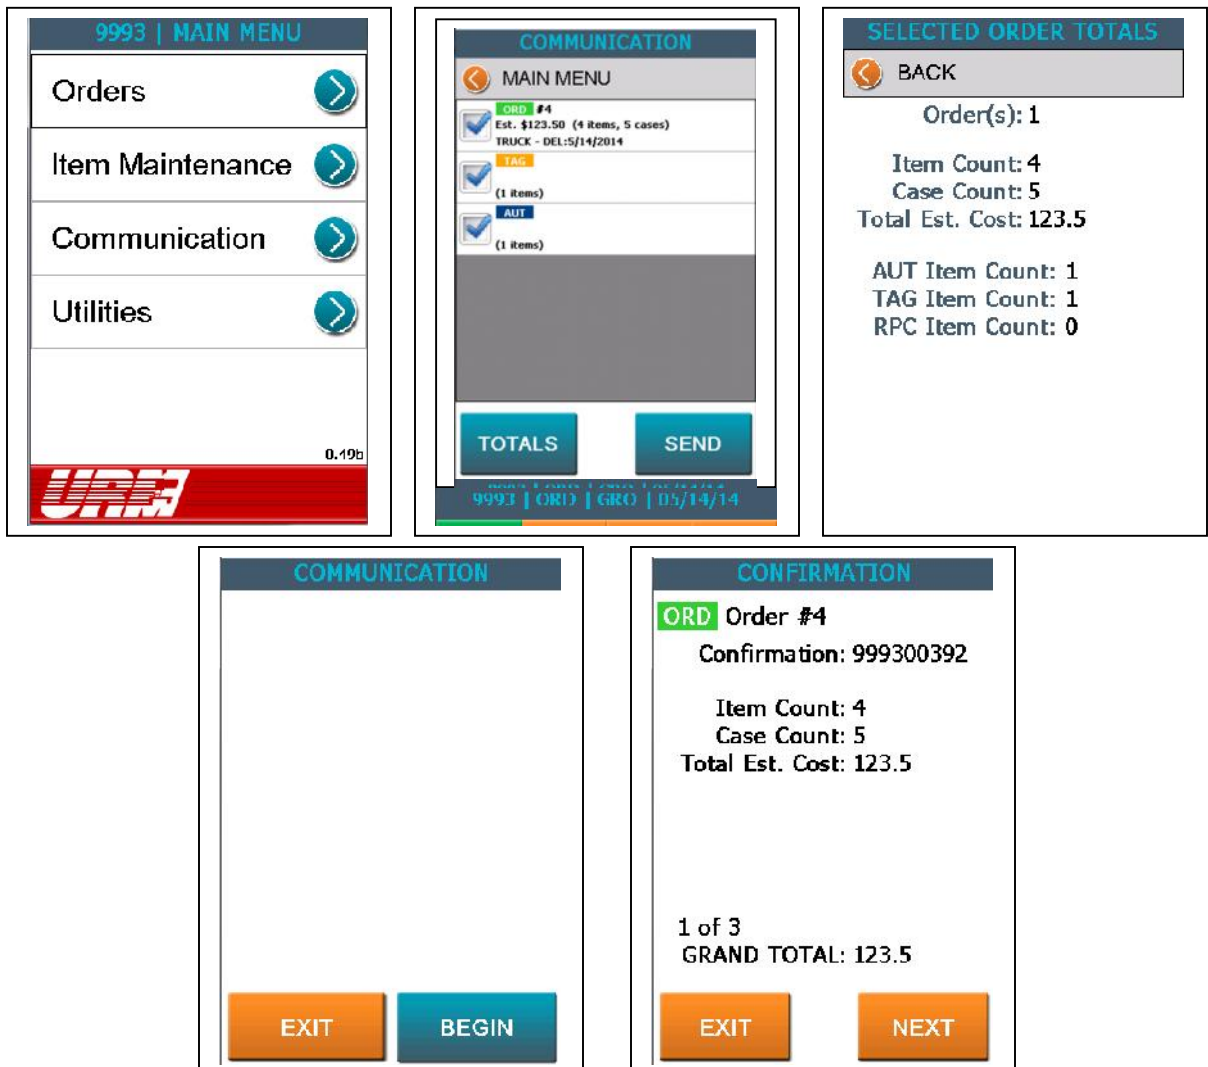 9993 | MAIN MENU
Orders
Item Maintenance
Communication
Utilities
0.49b
COMMUNICATION
MAIN MENU
ORD #4
Est. $123.50 (4 items, 5 cases)
TRUCK - DEL:5/14/2014
TAG
(1 items)
AUT
(1 items)
TOTALS
SEND
9993 | ORD | GRO | 05/14/14
SELECTED ORDER TOTALS
BACK
Order(s): 1
Item Count: 4
Case Count: 5
Total Est. Cost: 123.5
AUT Item Count: 1
TAG Item Count: 1
RPC Item Count: 0
COMMUNICATION
EXIT
BEGIN
CONFIRMATION
ORD Order #4
Confirmation: 999300392
Item Count: 4
Case Count: 5
Total Est. Cost: 123.5
1 of 3
GRAND TOTAL: 123.5
EXIT
NEXT